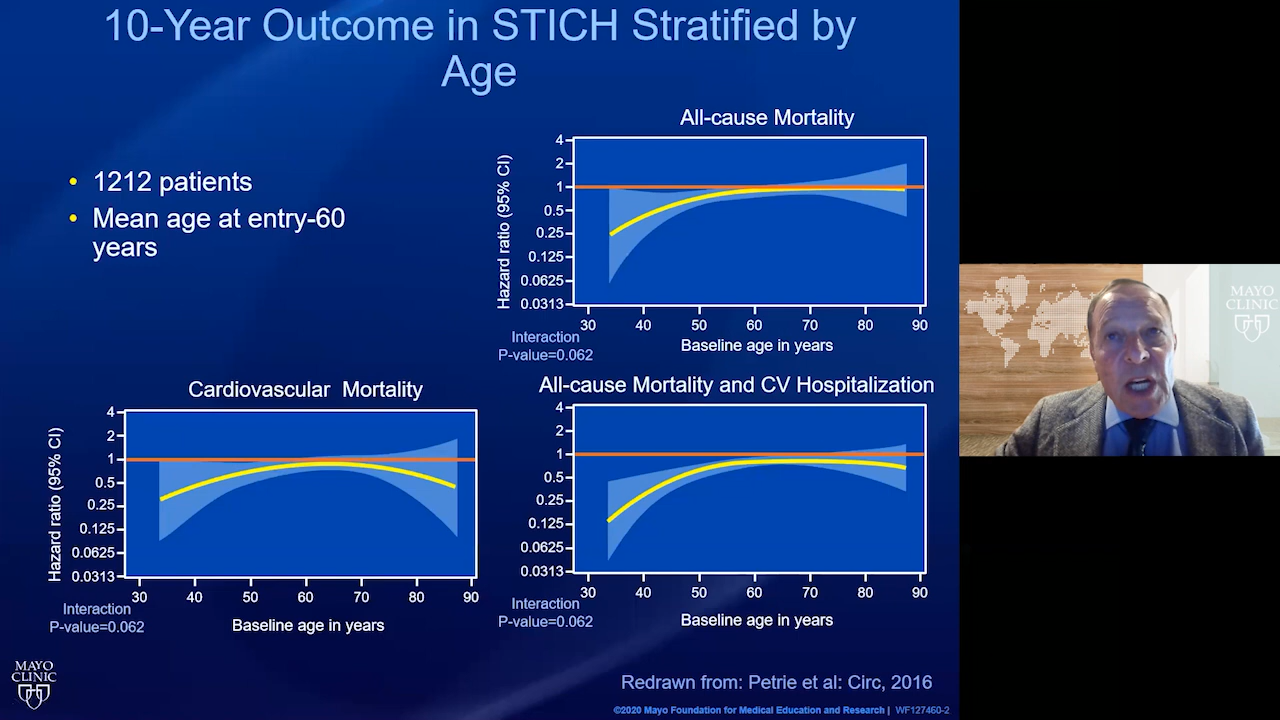 10-Year Outcome in STICH Stratified by
Age
• 1212 patients
• Mean age at entry-60
years
All-cause Mortality
Hazard ratio (95% CI)
4
2
1
0.5
0.25
0.125
0.0625
0.0313
30 40 50 60 70 80 90
Interaction
P-value=0.062
Baseline age in years
Cardiovascular Mortality
Hazard ratio (95% CI)
4
2
1
0.5
0.25
0.125
0.0625
0.0313
30 40 50 60 70 80 90
Interaction
P-value=0.062
Baseline age in years
All-cause Mortality and CV Hospitalization
4
2
1
0.5
0.25
0.125
0.0625
0.0313
30 40 50 60 70 80 90
Interaction
P-value=0.062
Baseline age in years
MAYO
CLINIC
Redrawn from: Petrie et al: Circ, 2016
©2020 Mayo Foundation for Medical Education and Research | WF127460-2
MAYO
CLINIC